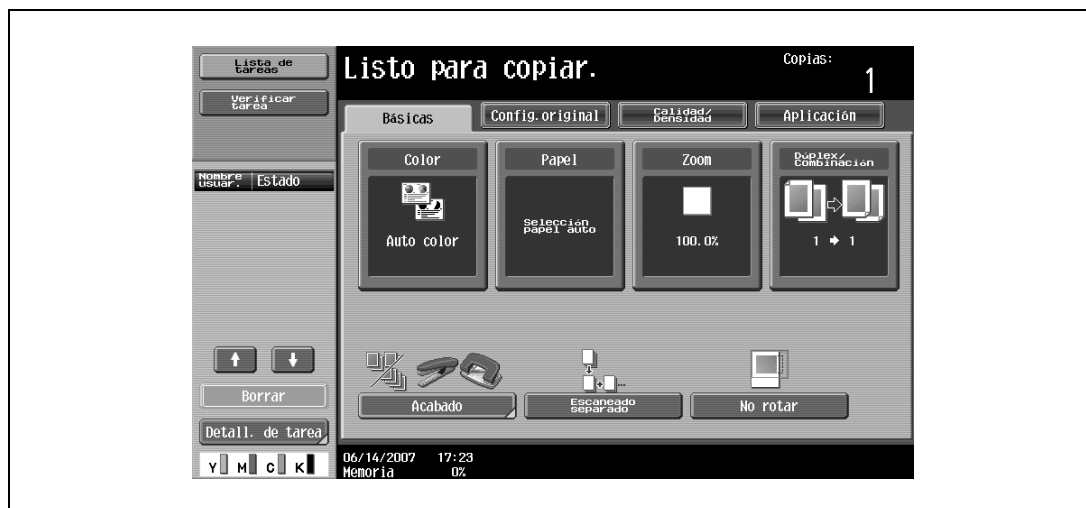 Lista de
tareas
Verificar
tarea
Nombre
usuar.
Estado
Borrar
Detall. de tarea
Y M C K
Listo para copiar.
Copias:
1
Básicas
Config.original
Calidad/
Densidad
Aplicación
Color
Auto color
Papel
Selección
papel auto
Zoom
100.0%
Dúplex/
Combinación
1 ➔ 1
Acabado
Escaneado
separado
No rotar
06/14/2007 17:23
Memoria 0%